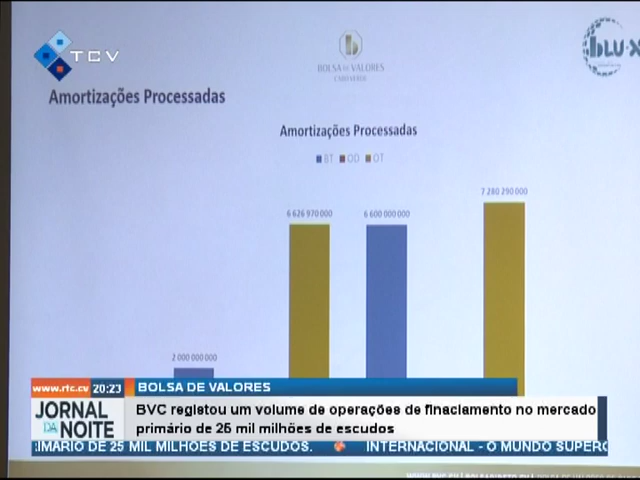 TCV
BOLSA DE VALORES
CABO VERDE
blu-x
Amortizações Processadas
Amortizações Processadas
BT OD OT
7 280 290 000
6 626 970 000
6 600 000 000
2 000 000 000
www.rtc.cv 20:23 BOLSA DE VALORES
JORNAL DA NOITE
BVC registou um volume de operações de finaciamento no mercado
primário de 25 mil milhões de escudos
IMÁRIO DE 25 MIL MILHÕES DE ESCUDOS. INTERNACIONAL - O MUNDO SUPERO